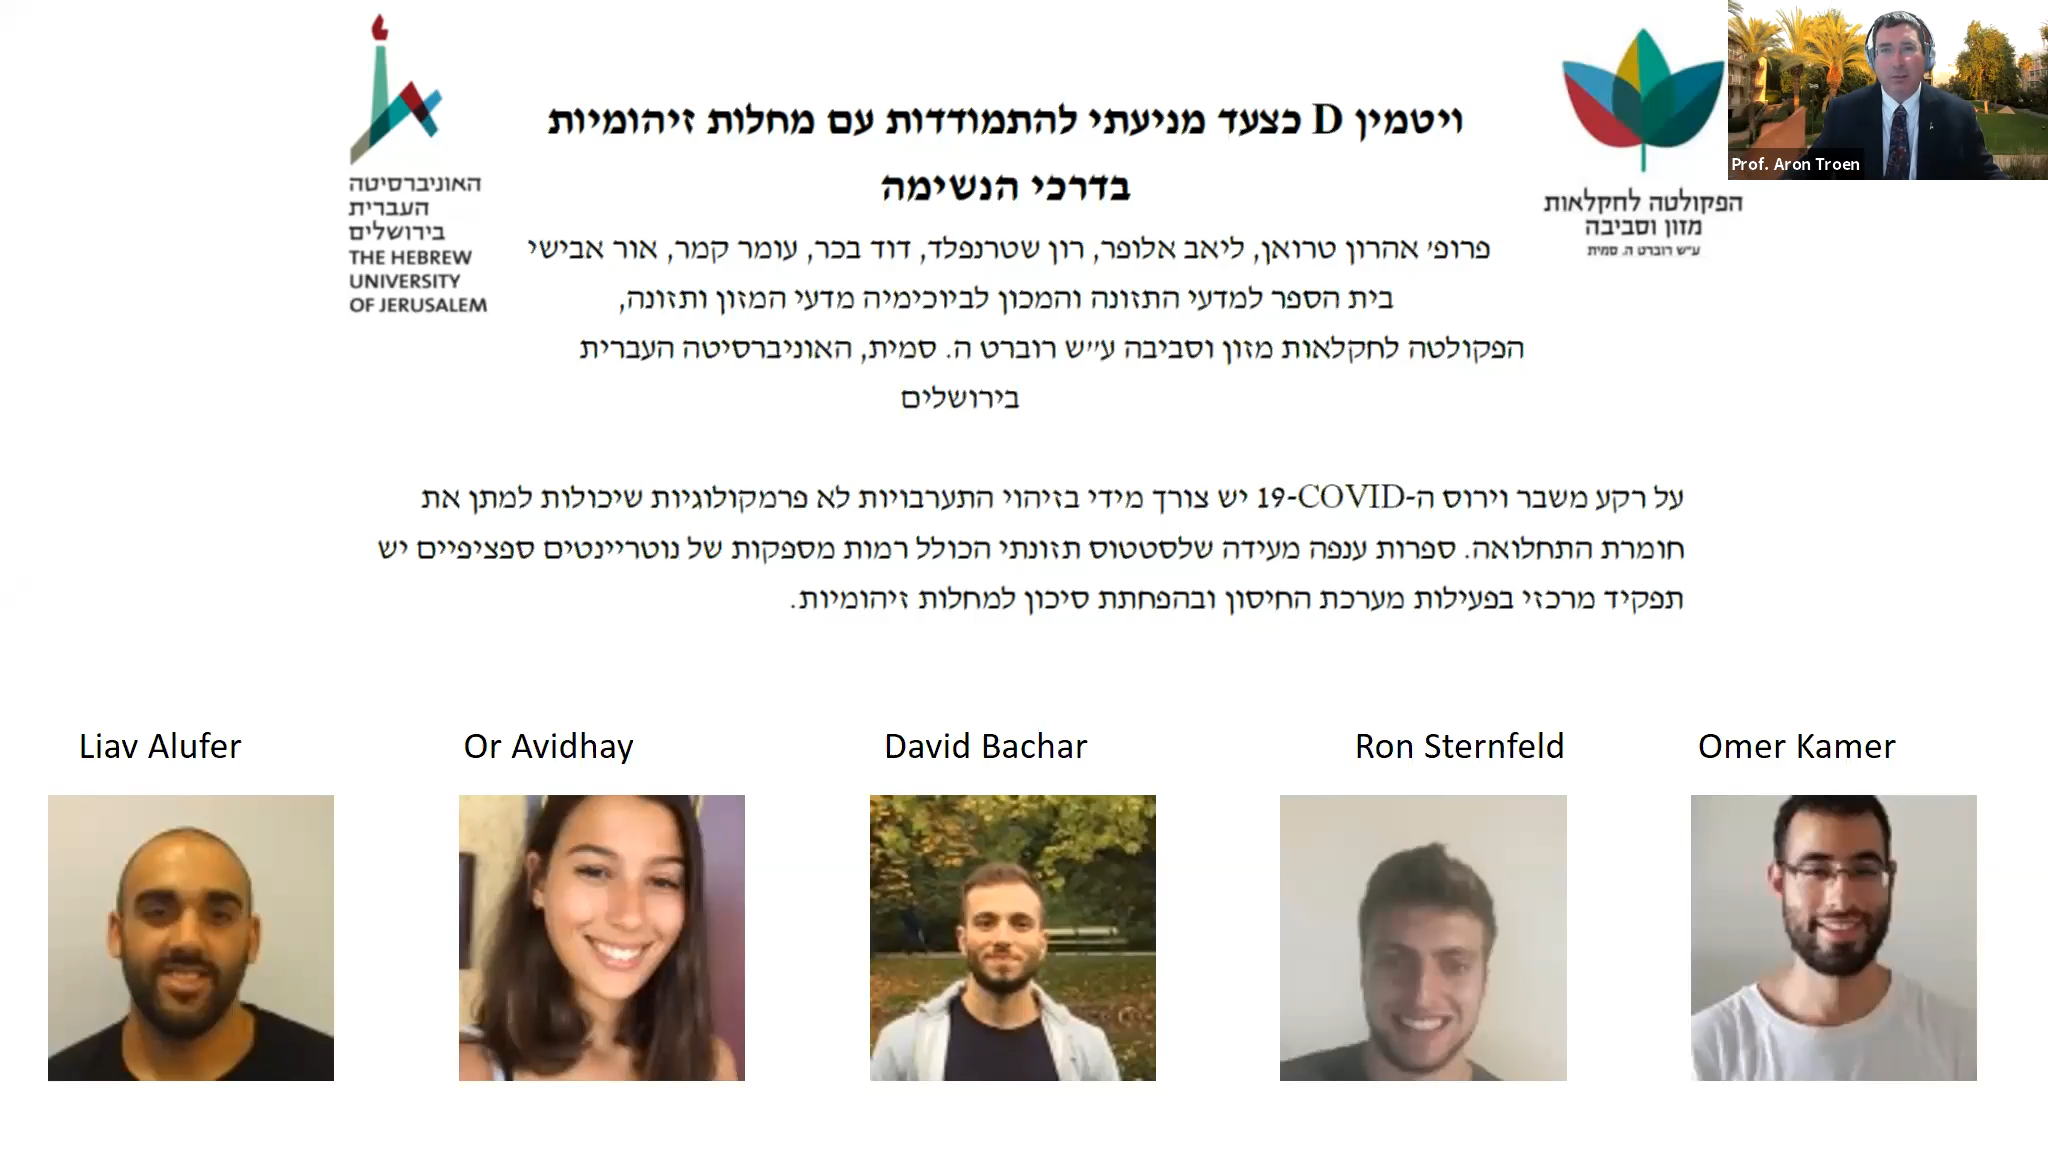 האוניברסיטה
העברית
בירושלים
THE HEBREW
UNIVERSITY
OF JERUSALEM
ויטמין D כצעד מניעתי להתמודדות עם מחלות זיהומיות
בדרכי הנשימה
פרופ' אהרון טרואן, ליאב אלופר, רון שטרנפלד, דוד בכר, עומר קמר, אור אבישי
בית הספר למדעי התזונה והמכון לביוכימיה מדעי המזון ותזונה,
הפקולטה לחקלאות מזון וסביבה ע״ש רוברט ה. סמית, האוניברסיטה העברית
בירושלים
הפקולטה לחקלאות
מזון וסביבה
ע״ש רוברט ה. סמית
Prof. Aron Troen
על רקע משבר וירוס ה-COVID-19 יש צורך מידי בזיהוי התערבויות לא פרמקולוגיות שיכולות למתן את
חומרת התחלואה. ספרות ענפה מעידה שלסטטוס תזונתי הכולל רמות מספקות של נוטריינטים ספציפיים יש
תפקיד מרכזי בפעילות מערכת החיסון ובהפחתת סיכון למחלות זיהומיות.
Liav Alufer
Or Avidhay
David Bachar
Ron Sternfeld
Omer Kamer